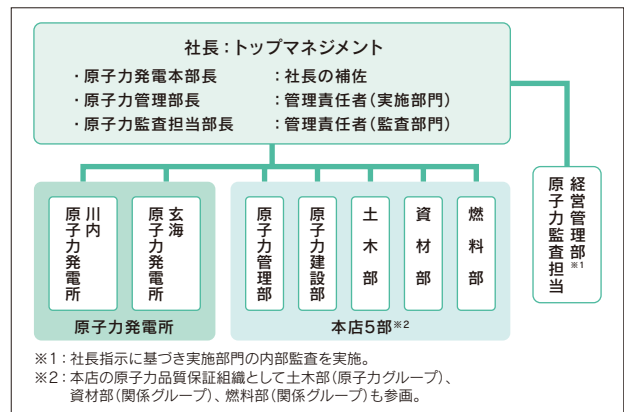 社長：トップマネジメント
・原子力発電本部長　：社長の補佐
・原子力管理部長　：管理責任者（実施部門）
・原子力監査担当部長　：管理責任者（監査部門）
川内
原子力発電所
玄海
原子力発電所
原子力発電所
原子力管理部
原子力建設部
土木部
資材部
燃料部
本店5部※2
経営管理部※1
原子力監査担当
※1：社長指示に基づき実施部門の内部監査を実施。
※2：本店の原子力品質保証組織として土木部（原子力グループ）、
資材部（関係グループ）、燃料部（関係グループ）も参画。